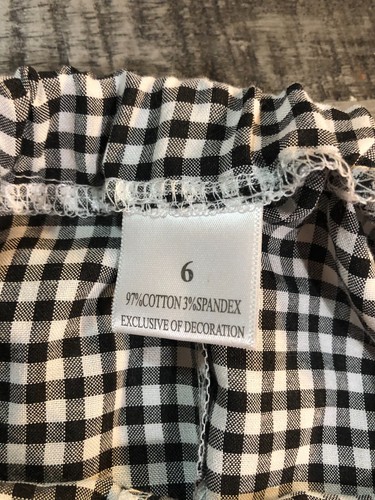 6
97%COTTON 3%SPANDEX
EXCLUSIVE OF DECORATION